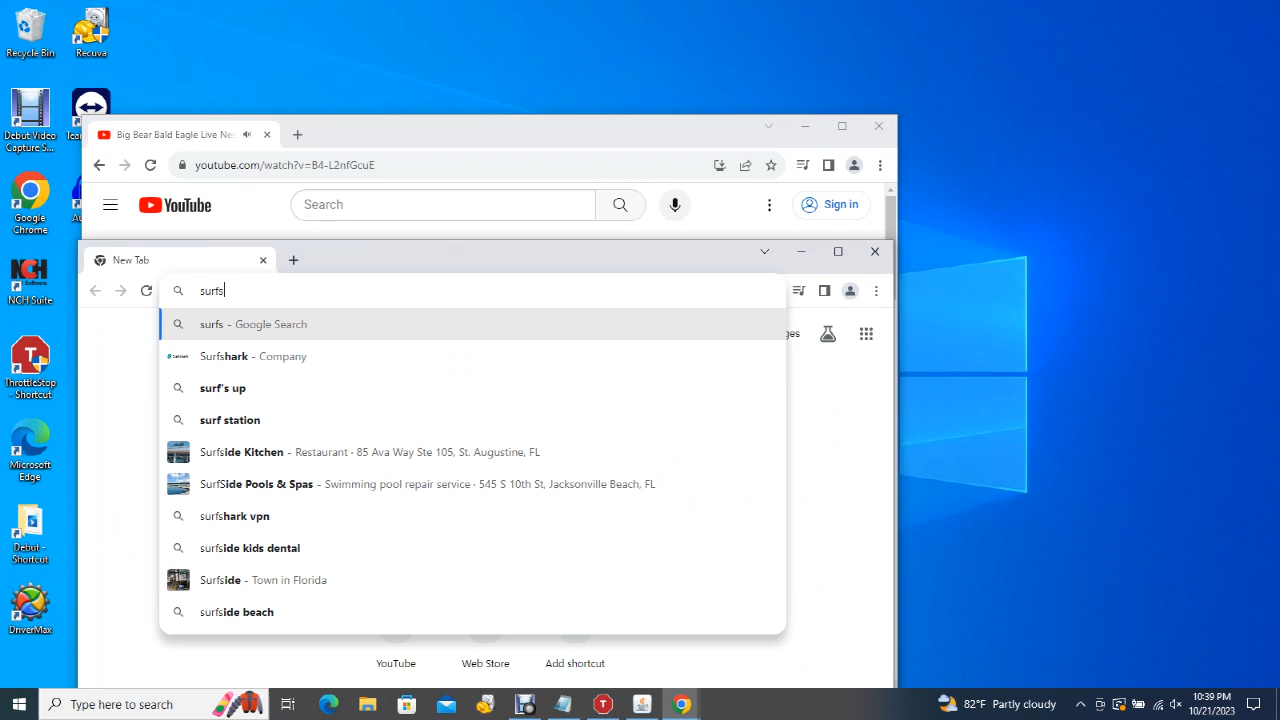 Recycle Bin
Recuva
Debut Video
Capture S...
Google
Chrome
NCH Suite
T
ThrottleStop
- Shortcut
Microsoft
Edge
Debut -
Shortcut
DriverMax
Big Bear Bald Eagle Live Nes
youtube.com/watch?v=B4-L2nfGcuE
YouTube
Search
Sign in
New Tab
surfs
surfs - Google Search
Surfshark - Company
surf's up
surf station
Surfside Kitchen - Restaurant · 85 Ava Way Ste 105, St. Augustine, FL
SurfSide Pools & Spas - Swimming pool repair service · 545 S 10th St, Jacksonville Beach, FL
surfshark vpn
surfside kids dental
Surfside - Town in Florida
surfside beach
YouTube
Web Store
Add shortcut
Type here to search
T
82°F Partly cloudy
10:39 PM
10/21/2023